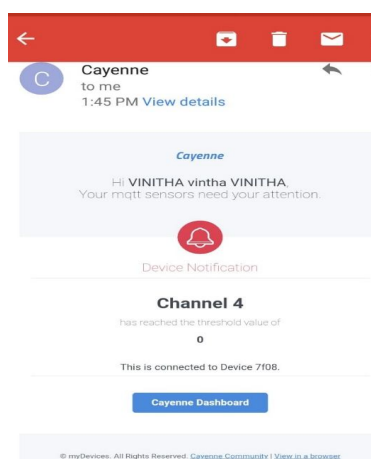 C
Cayenne
to me
1:45 PM View details
Cayenne
Hi VINITHA vintha VINITHA,
Your mqtt sensors need your attention.
Device Notification
Channel 4
has reached the threshold value of
0
This is connected to Device 7f08.
Cayenne Dashboard
© myDevices. All Rights Reserved. Cayenne Community | View in a browser